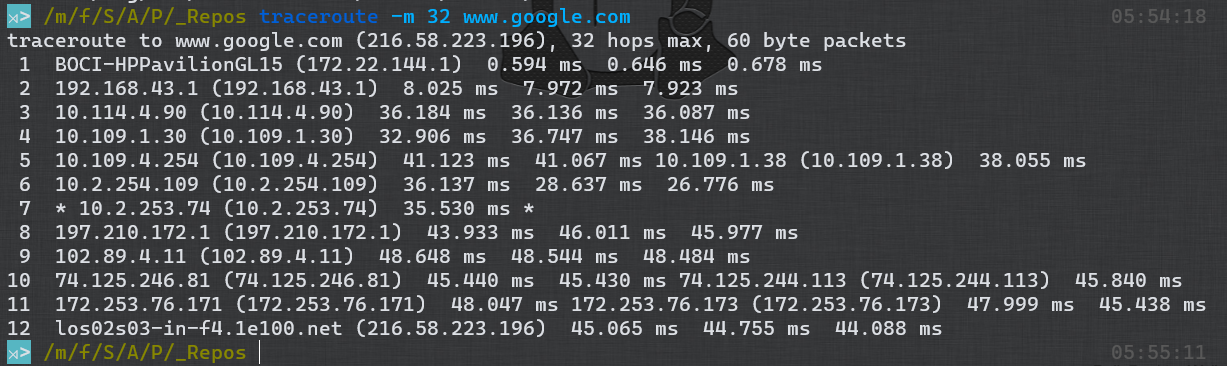 ⋊> /m/f/S/A/P/_Repos traceroute -m 32 www.google.com 05:54:18
traceroute to www.google.com (216.58.223.196), 32 hops max, 60 byte packets
 1  BOCI-HPPavilionGL15 (172.22.144.1)  0.594 ms  0.646 ms  0.678 ms
 2  192.168.43.1 (192.168.43.1)  8.025 ms  7.972 ms  7.923 ms
 3  10.114.4.90 (10.114.4.90)  36.184 ms  36.136 ms  36.087 ms
 4  10.109.1.30 (10.109.1.30)  32.906 ms  36.747 ms  38.146 ms
 5  10.109.4.254 (10.109.4.254)  41.123 ms  41.067 ms 10.109.1.38 (10.109.1.38)  38.055 ms
 6  10.2.254.109 (10.2.254.109)  36.137 ms  28.637 ms  26.776 ms
 7  * 10.2.253.74 (10.2.253.74)  35.530 ms *
 8  197.210.172.1 (197.210.172.1)  43.933 ms  46.011 ms  45.977 ms
 9  102.89.4.11 (102.89.4.11)  48.648 ms  48.544 ms  48.484 ms
10  74.125.246.81 (74.125.246.81)  45.440 ms  45.430 ms 74.125.244.113 (74.125.244.113)  45.840 ms
11  172.253.76.171 (172.253.76.171)  48.047 ms 172.253.76.173 (172.253.76.173)  47.999 ms  45.438 ms
12  los02s03-in-f4.1e100.net (216.58.223.196)  45.065 ms  44.755 ms  44.088 ms
⋊> /m/f/S/A/P/_Repos 05:55:11